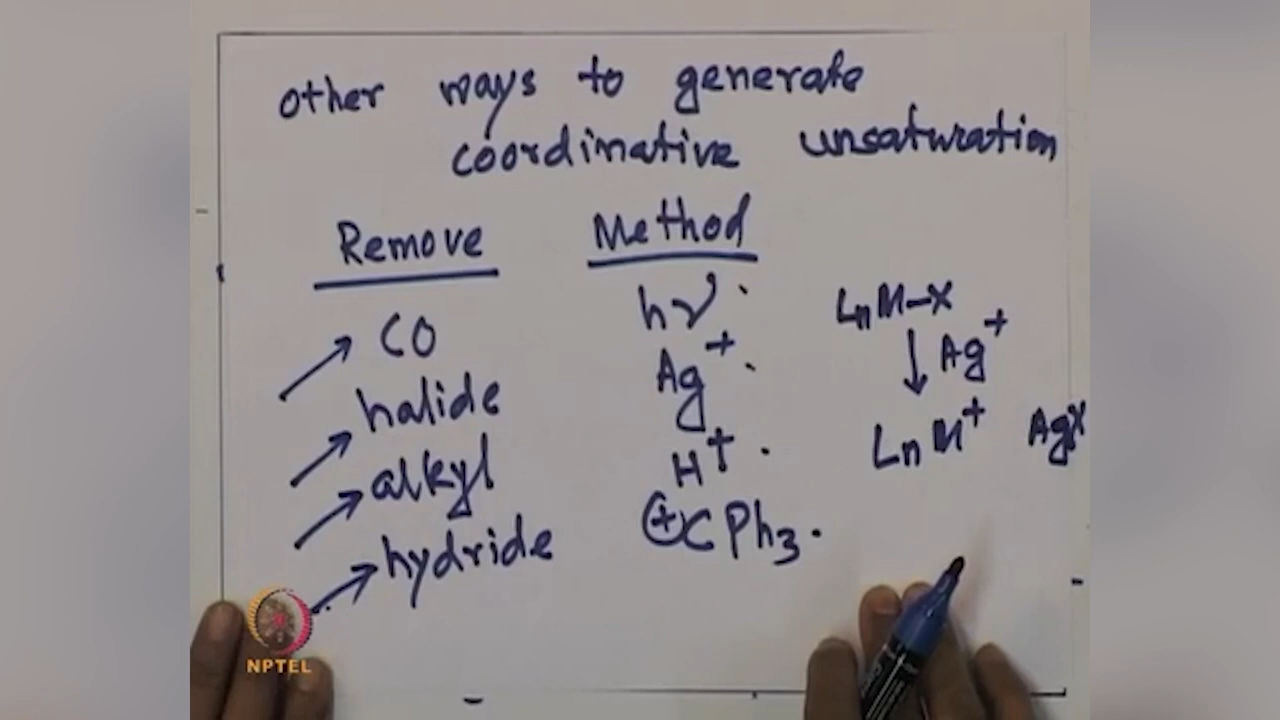 other ways to generate
coordinative unsaturation
Remove Method
CO hν
halide Ag⁺
alkyl H⁺
hydride ⊕CPh₃
LnM-X
↓ Ag⁺
LnM⁺ AgX
NPTEL